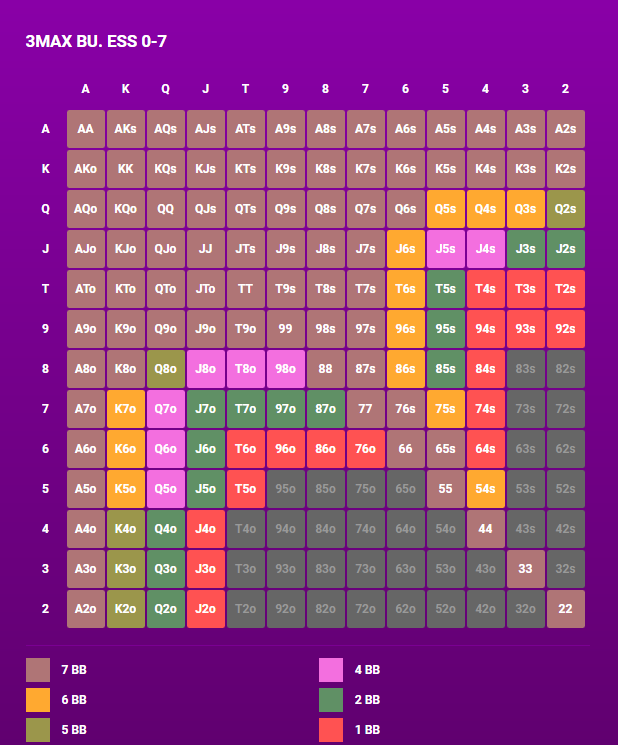 3MAX BU. ESS 0-7
A K Q J T 9 8 7 6 5 4 3 2
A AA AKs AQs AJs ATs A9s A8s A7s A6s A5s A4s A3s A2s
K AKo KK KQs KJs KTs K9s K8s K7s K6s K5s K4s K3s K2s
Q AQo KQo QQ QJs QTs Q9s Q8s Q7s Q6s Q5s Q4s Q3s Q2s
J AJo KJo QJo JJ JTs J9s J8s J7s J6s J5s J4s J3s J2s
T ATo KTo QTo JTo TT T9s T8s T7s T6s T5s T4s T3s T2s
9 A9o K9o Q9o J9o T9o 99 98s 97s 96s 95s 94s 93s 92s
8 A8o K8o Q8o J8o T8o 98o 88 87s 86s 85s 84s 83s 82s
7 A7o K7o Q7o J7o T7o 97o 87o 77 76s 75s 74s 73s 72s
6 A6o K6o Q6o J6o T6o 96o 86o 76o 66 65s 64s 63s 62s
5 A5o K5o Q5o J5o T5o 95o 85o 75o 65o 55 54s 53s 52s
4 A4o K4o Q4o J4o T4o 94o 84o 74o 64o 54o 44 43s 42s
3 A3o K3o Q3o J3o T3o 93o 83o 73o 63o 53o 43o 33 32s
2 A2o K2o Q2o J2o T2o 92o 82o 72o 62o 52o 42o 32o 22
7 BB 4 BB
6 BB 2 BB
5 BB 1 BB